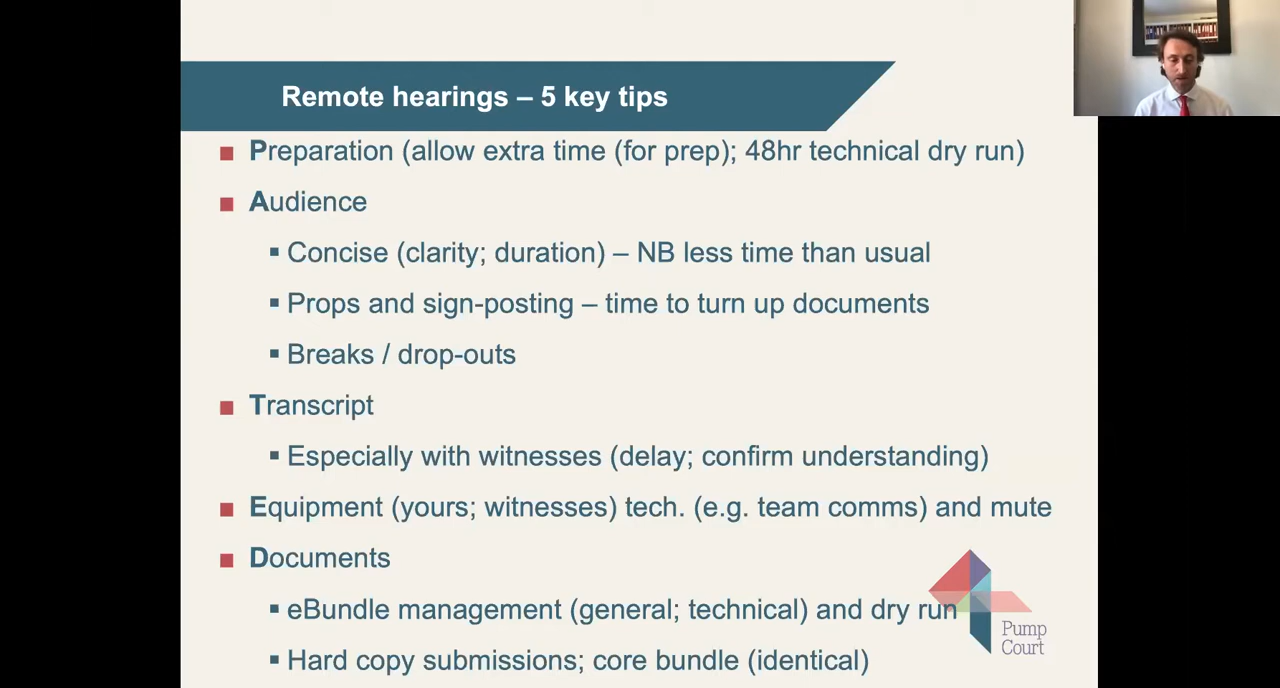 Remote hearings – 5 key tips
Preparation (allow extra time (for prep); 48hr technical dry run)
Audience
Concise (clarity; duration) – NB less time than usual
Props and sign-posting – time to turn up documents
Breaks / drop-outs
Transcript
Especially with witnesses (delay; confirm understanding)
Equipment (yours; witnesses) tech. (e.g. team comms) and mute
Documents
eBundle management (general; technical) and dry run
Hard copy submissions; core bundle (identical)
Pump
Court